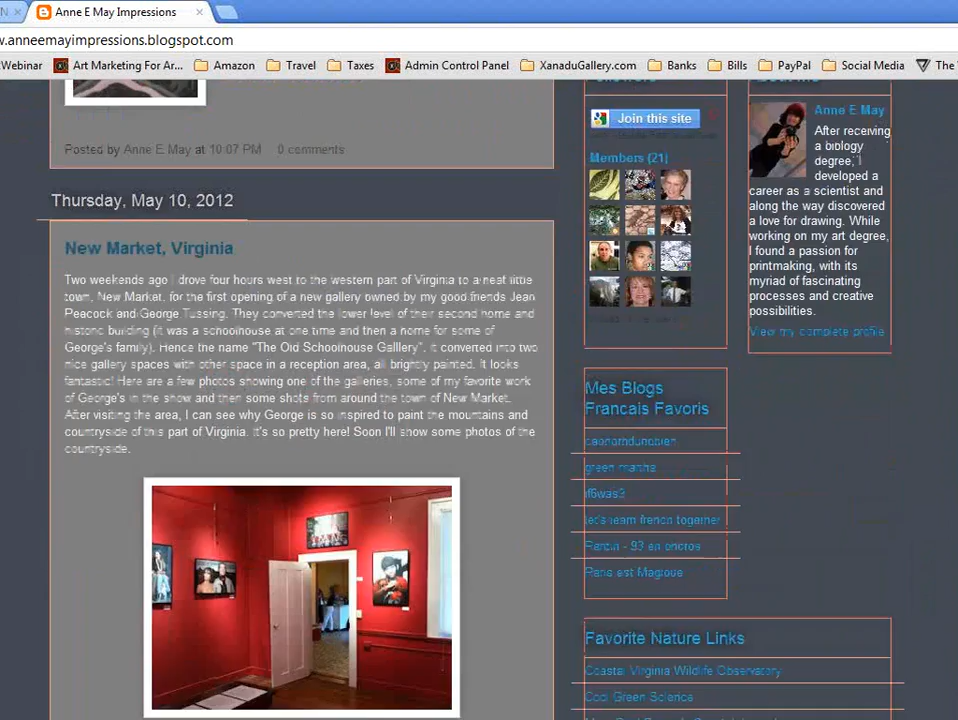 Anne E May Impressions
w.anneemayimpressions.blogspot.com
Webinar
Art Marketing For Ar...
Amazon
Travel
Taxes
Admin Control Panel
XanaduGallery.com
Banks
Bills
PayPal
Social Media
The
Posted by Anne E May at 10:07 PM 0 comments
Thursday, May 10, 2012
New Market, Virginia
Two weekends ago I drove four hours west to the western part of Virginia to a neat little
town, New Market, for the first opening of a new gallery owned by my good friends Jean
Peacock and George Tussing. They converted the lower level of their second home and
historic building (it was a schoolhouse at one time and then a home for some of
George's family). Hence the name "The Old Schoolhouse Galllery", it converted into two
nice gallery spaces with other space in a reception area, all brightly painted. It looks
fantastic! Here are a few photos showing one of the galleries, some of my favorite work
of George's in the show and then some shots from around the town of New Market.
After visiting the area, I can see why George is so inspired to paint the mountains and
countryside of this part of Virginia. It's so pretty here! Soon I'll show some photos of the
countryside.
Join this site
Members (21)
Mes Blogs
Francais Favoris
green martha
let's learn french together
Paris est Magique
Favorite Nature Links
Coastal Virginia Wildlife Observatory
Cool Green Science
Anne E May
After receiving
a biology
degree, I
developed a
career as a scientist and
along the way discovered
a love for drawing. While
working on my art degree,
I found a passion for
printmaking, with its
myriad of fascinating
processes and creative
possibilities.
View my complete profile